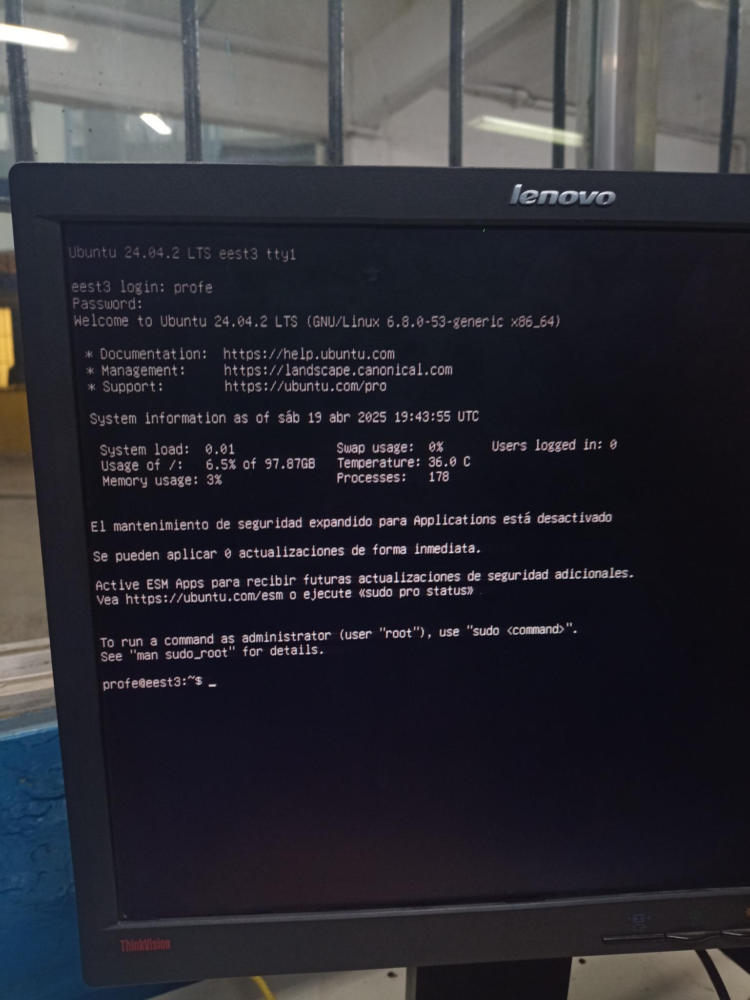 lenovo
Ubuntu 24.04.2 LTS eest3 tty1
eest3 login: profe
Password:
Welcome to Ubuntu 24.04.2 LTS (GNU/Linux 6.8.0-53-generic x86_64)
* Documentation: https://help.ubuntu.com
* Management: https://landscape.canonical.com
* Support: https://ubuntu.com/pro
System information as of sáb 19 abr 2025 19:43:55 UTC
System load: 0.01 Swap usage: 0% Users logged in: 0
Usage of /: 6.5% of 97.87GB Temperature: 36.0 C
Memory usage: 3% Processes: 178
El mantenimiento de seguridad expandido para Applications está desactivado
Se pueden aplicar 0 actualizaciones de forma inmediata.
Active ESM Apps para recibir futuras actualizaciones de seguridad adicionales.
Vea https://ubuntu.com/esm o ejecute «sudo pro status»
To run a command as administrator (user "root"), use "sudo <command>".
See "man sudo_root" for details.
profe@eest3:~$ _
ThinkVision